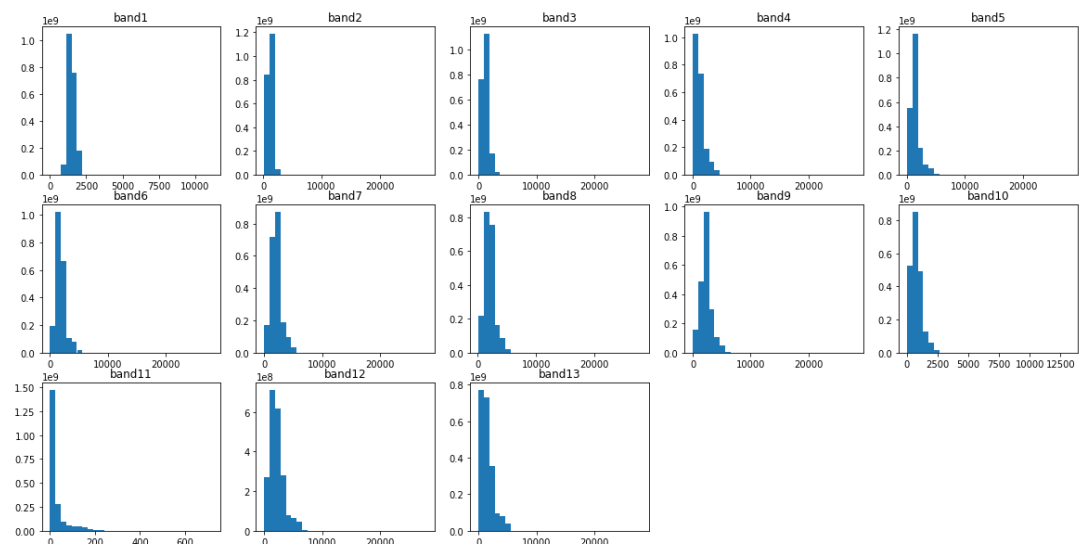 1e9 band1
1e9 band2
1e9 band3
1e9 band4
1e9 band5
1.0
0.8
0.6
0.4
0.2
0.0
2500 5000 7500 10000
1.2
1.0
0.8
0.6
0.4
0.2
0.0
0 10000 20000
1.0
0.8
0.6
0.4
0.2
0.0
0 10000 20000
1.0
0.8
0.6
0.4
0.2
0.0
0 10000 20000
1.2
1.0
0.8
0.6
0.4
0.2
0.0
0 10000 20000
1e9 band6
1e9 band7
1e9 band8
1e9 band9
1e9 band10
1.0
0.8
0.6
0.4
0.2
0.0
0 10000 20000
0.8
0.6
0.4
0.2
0.0
0 10000 20000
0.8
0.6
0.4
0.2
0.0
0 10000 20000
1.0
0.8
0.6
0.4
0.2
0.0
0 10000 20000
0.8
0.6
0.4
0.2
0.0
0 2500 5000 7500 10000 12500
1e9 band11
1e8 band12
1e9 band13
1.50
1.25
1.00
0.75
0.50
0.25
0.00
0 200 400 600
6
4
2
0
0 10000 20000
0.8
0.6
0.4
0.2
0.0
0 10000 20000